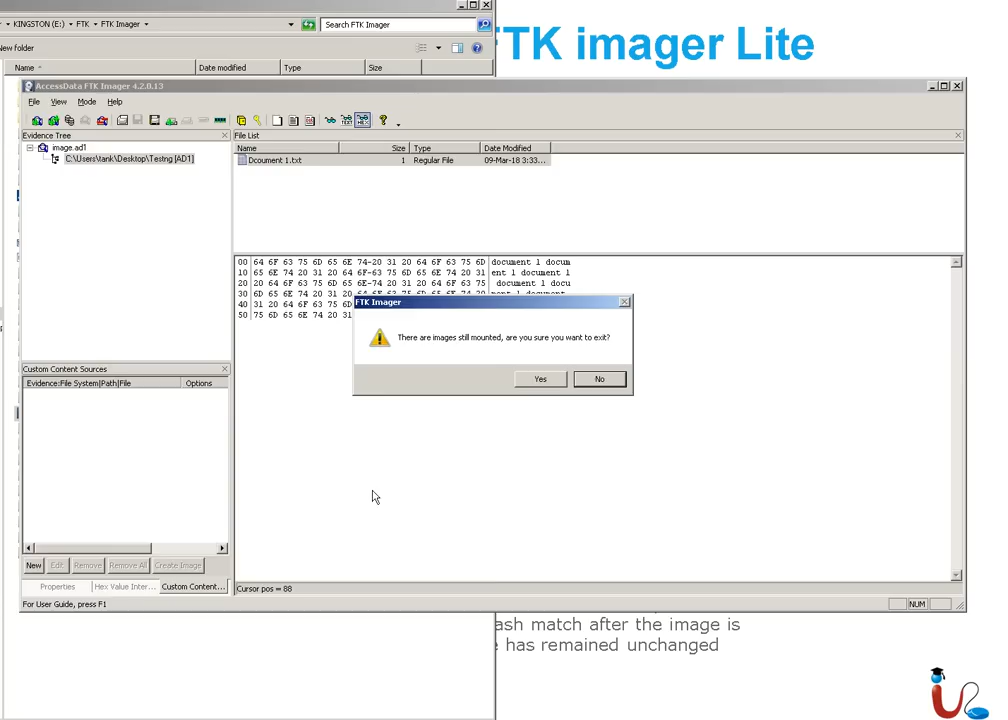 KINGSTON (E:) FTK FTK Imager
Search FTK Imager
New folder
Name Date modified Type Size
TK imager Lite
AccessData FTK Imager 4.2.0.13
File View Mode Help
Evidence Tree
image.ad1
C:\Users\tank\Desktop\Testng [AD1]
File List
Name Size Type Date Modified
Dcoument 1.txt 1 Regular File 09-Mar-18 3:33...
00 64 6F 63 75 6D 65 6E 74-20 31 20 64 6F 63 75 6D document 1 docum
10 65 6E 74 20 31 20 64 6F-63 75 6D 65 6E 74 20 31 ent 1 document 1
20 20 64 6F 63 75 6D 65 6E-74 20 31 20 64 6F 63 75 document 1 docu
30 6D 65 6E 74 20 31 20
40 31 20 64 6F 63 75 6D
50 75 6D 65 6E 74 20 31
FTK Imager
There are images still mounted, are you sure you want to exit?
Yes No
Custom Content Sources
Evidence:File System|Path|File Options
New Edit Remove Remove All Create Image
Properties Hex Value Inter... Custom Content...
Cursor pos = 88
For User Guide, press F1
NUM
ash match after the image is
has remained unchanged